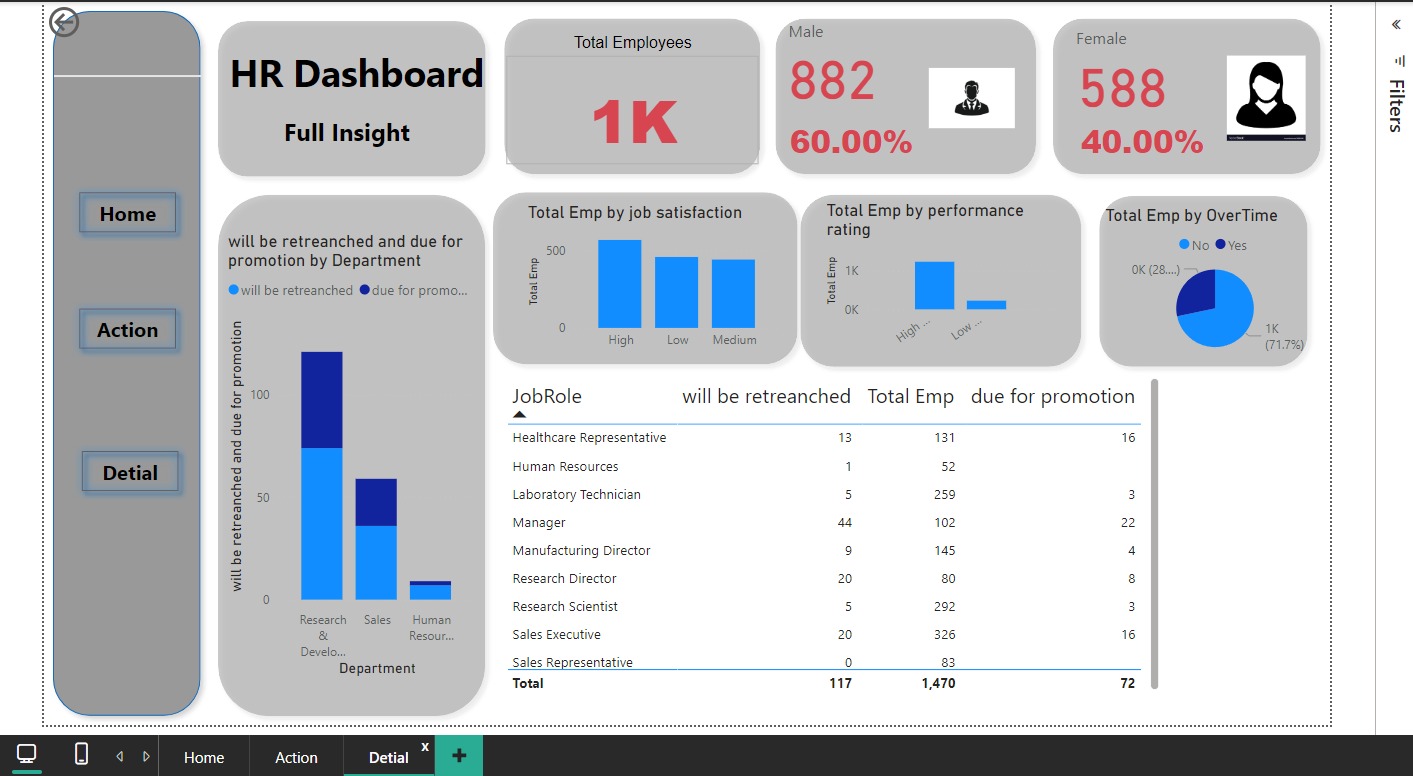 HR Dashboard
Full Insight
Total Employees
1K
Male
882
60.00%
Female
588
40.00%
«
Filters
Home
Action
Detial
will be retreanched and due for
promotion by Department
will be retreanched due for promo...
will be retreanched and due for promotion
100
50
0
Research
&
Develo...
Sales
Human
Resour...
Department
Total Emp by job satisfaction
Total Emp
500
0
High Low Medium
Total Emp by performance
rating
Total Emp
1K
0K
High ... Low ...
Total Emp by OverTime
No Yes
0K (28....)
1K
(71.7%)
JobRole will be retreanched Total Emp due for promotion
Healthcare Representative 13 131 16
Human Resources 1 52
Laboratory Technician 5 259 3
Manager 44 102 22
Manufacturing Director 9 145 4
Research Director 20 80 8
Research Scientist 5 292 3
Sales Executive 20 326 16
Sales Representative 0 83
Total 117 1,470 72
Home Action Detial x +